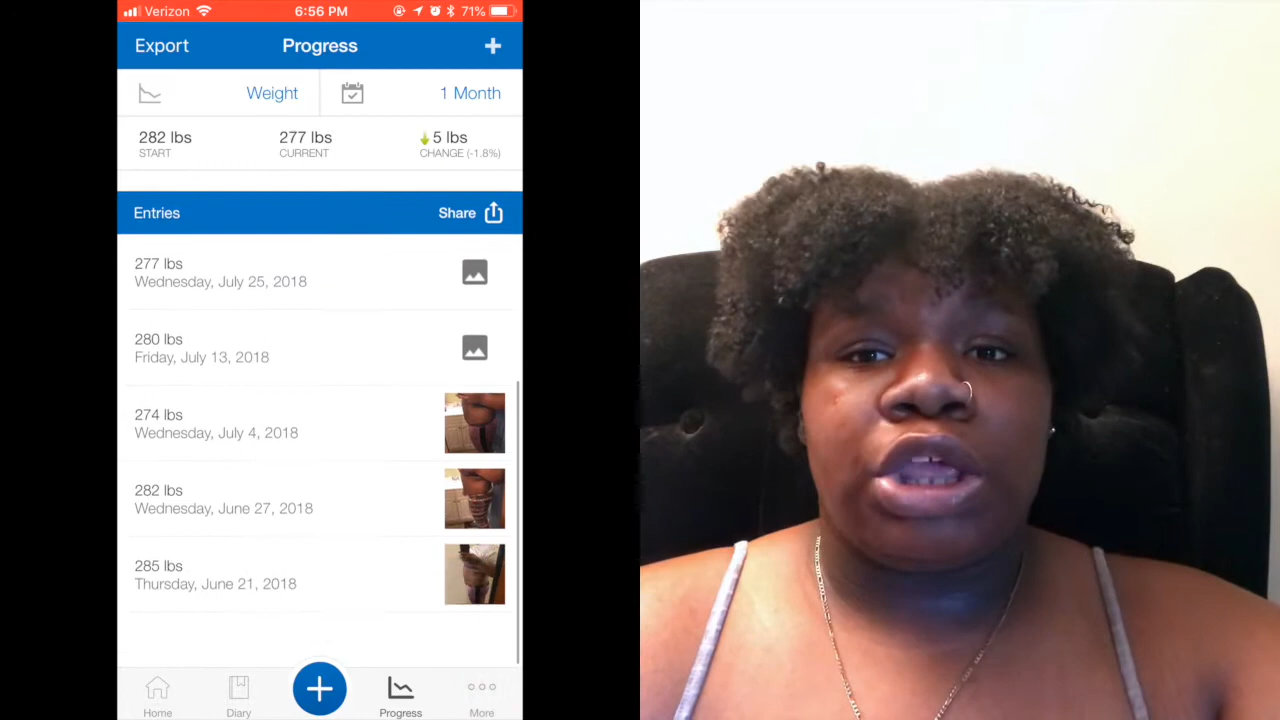 Verizon 6:56 PM 71%
Export Progress +
Weight 1 Month
282 lbs 277 lbs 5 lbs
START CURRENT CHANGE (-1.8%)
Entries Share
277 lbs
Wednesday, July 25, 2018
280 lbs
Friday, July 13, 2018
274 lbs
Wednesday, July 4, 2018
282 lbs
Wednesday, June 27, 2018
285 lbs
Thursday, June 21, 2018
Home Diary Progress More